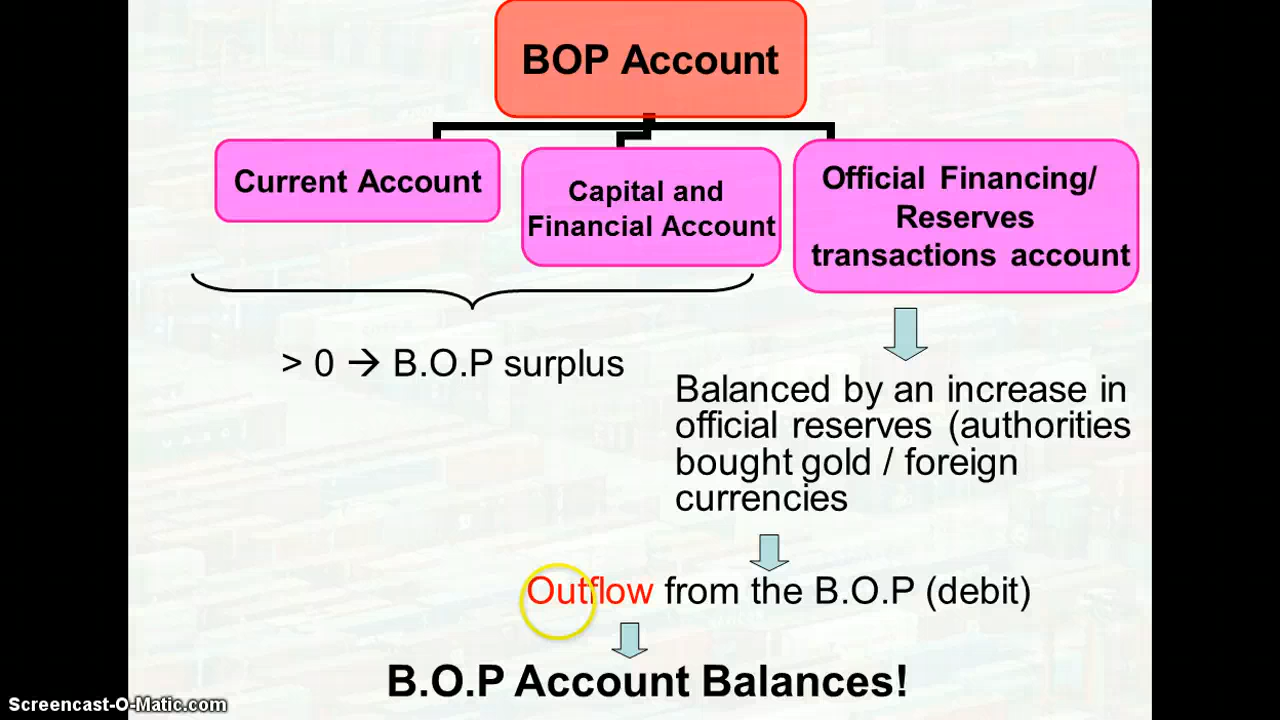 BOP Account
Current Account
Capital and
Financial Account
Official Financing/
Reserves
transactions account
> 0 → B.O.P surplus
Balanced by an increase in
official reserves (authorities
bought gold / foreign
currencies
Outflow from the B.O.P (debit)
B.O.P Account Balances!
Screencast-O-Matic.com